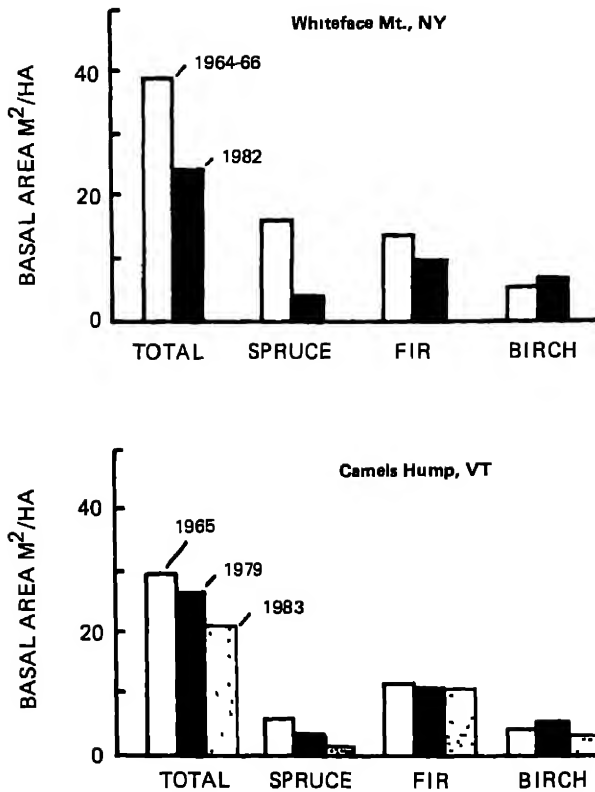 Whiteface Mt., NY
BASAL AREA M²/HA
40
20
0
1964-66
1982
TOTAL SPRUCE FIR BIRCH
Camels Hump, VT
BASAL AREA M²/HA
40
20
0
1965
1979
1983
TOTAL SPRUCE FIR BIRCH